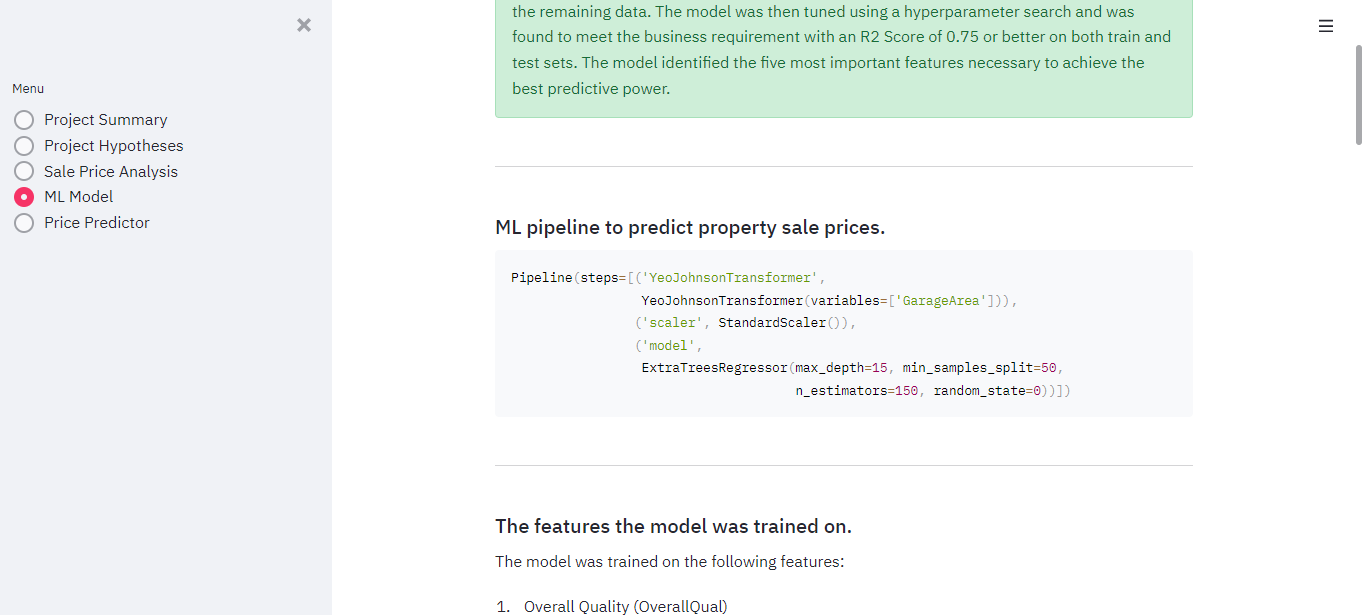 Menu
Project Summary
Project Hypotheses
Sale Price Analysis
ML Model
Price Predictor
the remaining data. The model was then tuned using a hyperparameter search and was
found to meet the business requirement with an R2 Score of 0.75 or better on both train and
test sets. The model identified the five most important features necessary to achieve the
best predictive power.
ML pipeline to predict property sale prices.
Pipeline(steps=[('YeoJohnsonTransformer',
YeoJohnsonTransformer(variables=['GarageArea'])),
('scaler', StandardScaler()),
('model',
ExtraTreesRegressor(max_depth=15, min_samples_split=50,
n_estimators=150, random_state=0))])
The features the model was trained on.
The model was trained on the following features:
1. Overall Quality (OverallQual)